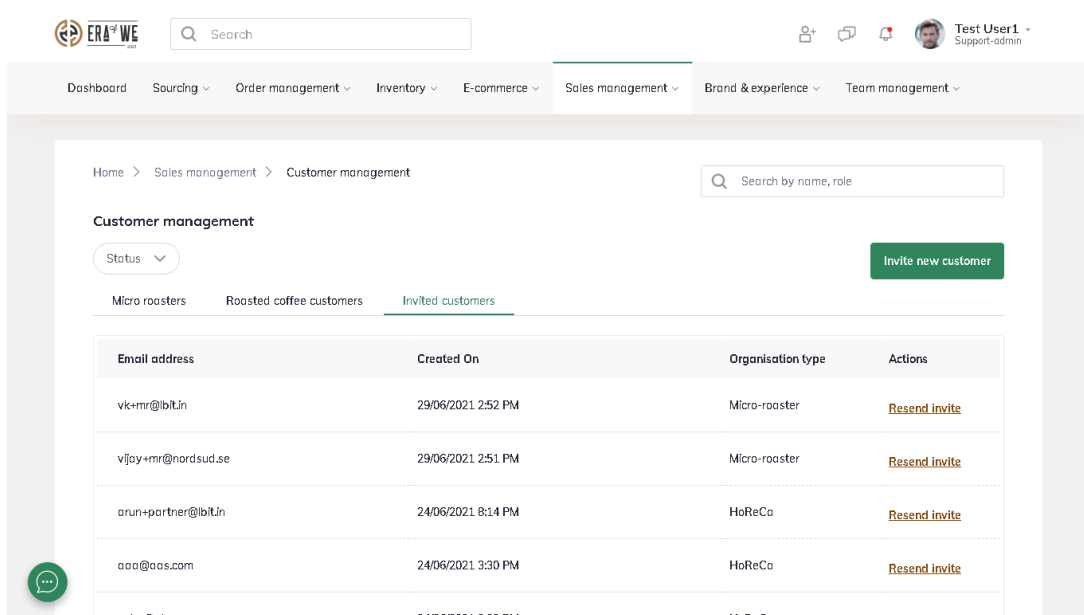 ERA of WE
Search
Test User1
Support-admin
Dashboard Sourcing Order management Inventory E-commerce Sales management Brand & experience Team management
Home Sales management Customer management
Search by name, role
Customer management
Status
Invite new customer
Micro roasters Roasted coffee customers Invited customers
Email address Created On Organisation type Actions
vk+mr@lbit.in 29/06/2021 2:52 PM Micro-roaster Resend invite
vijay+mr@nordsud.se 29/06/2021 2:51 PM Micro-roaster Resend invite
arun+partner@lbit.in 24/06/2021 8:14 PM HoReCa Resend invite
aaa@aas.com 24/06/2021 3:30 PM HoReCa Resend invite